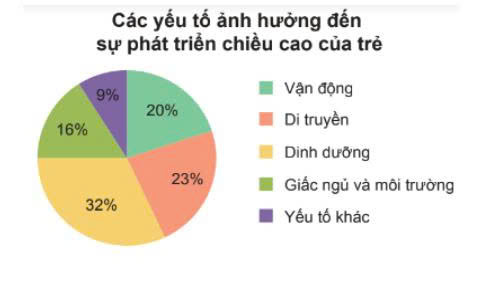 Các yếu tố ảnh hưởng đến
sự phát triển chiều cao của trẻ
9%
20%
16%
23%
32%
Vận động
Di truyền
Dinh dưỡng
Giấc ngủ và môi trường
Yếu tố khác